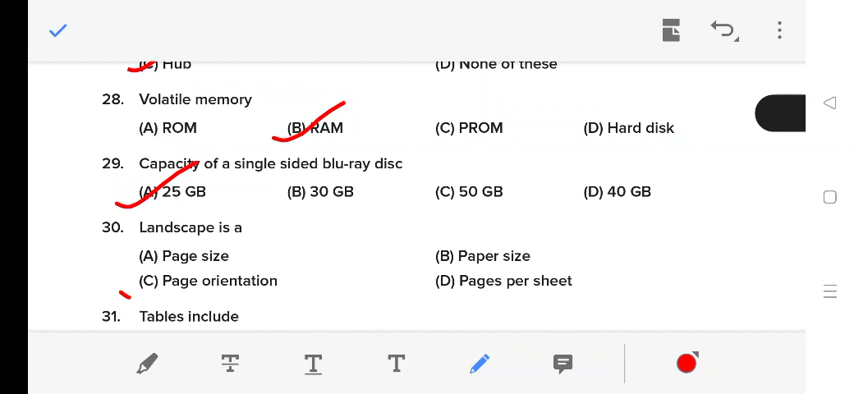 (C) Hub (D) None of these
28. Volatile memory
(A) ROM (B) RAM (C) PROM (D) Hard disk
29. Capacity of a single sided blu-ray disc
(A) 25 GB (B) 30 GB (C) 50 GB (D) 40 GB
30. Landscape is a
(A) Page size (B) Paper size
(C) Page orientation (D) Pages per sheet
31. Tables include
T T T